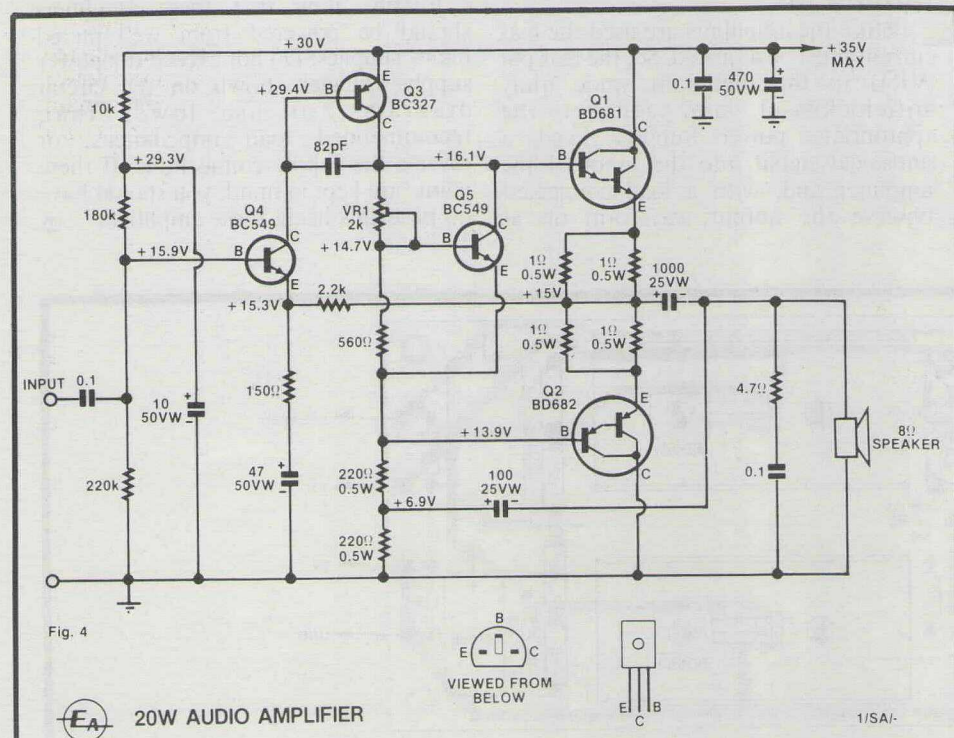 +30V
+35V
MAX
+29.4V
B
E
Q3
BC327
C
0.1
470
50VW
10k
Q1
BD681
C
+29.3V
82pF
+16.1V
B
E
180k
Q4
BC549
C
VR1
2k
Q5
BC549
C
+15.9V
B
+14.7V
B
E
1Ω
0.5W
1Ω
0.5W
1000
25VW
+ -
E
+15.3V
2.2k
+15V
560Ω
1Ω
0.5W
1Ω
0.5W
INPUT
0.1
10
50VW
+
-
150Ω
Q2
BD682
E
4.7Ω
8Ω
SPEAKER
+13.9V
B
C
47
50VW
+
-
220k
220Ω
0.5W
100
25VW
+ -
0.1
+6.9V
220Ω
0.5W
Fig. 4
B
E
C
VIEWED FROM
BELOW
E
B
C
EA
20W AUDIO AMPLIFIER
1/SA/-